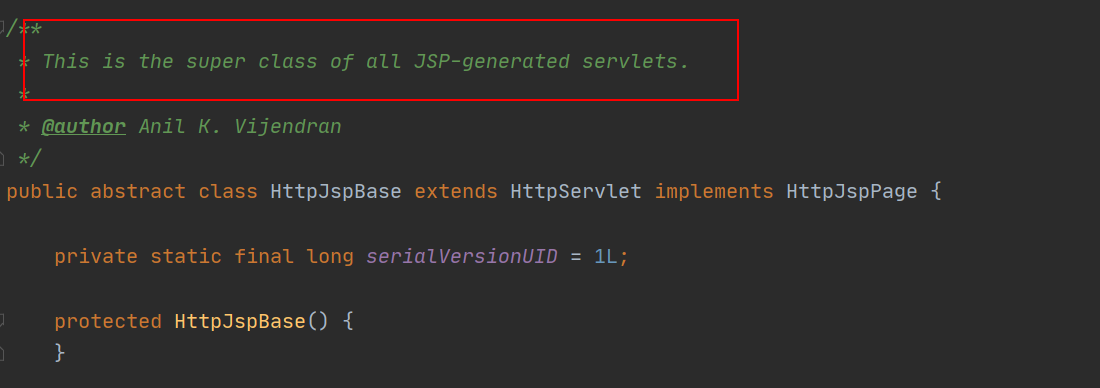 /**
* This is the super class of all JSP-generated servlets.
*
* @author Anil K. Vijendran
*/
public abstract class HttpJspBase extends HttpServlet implements HttpJspPage {
private static final long serialVersionUID = 1L;
protected HttpJspBase() {
}